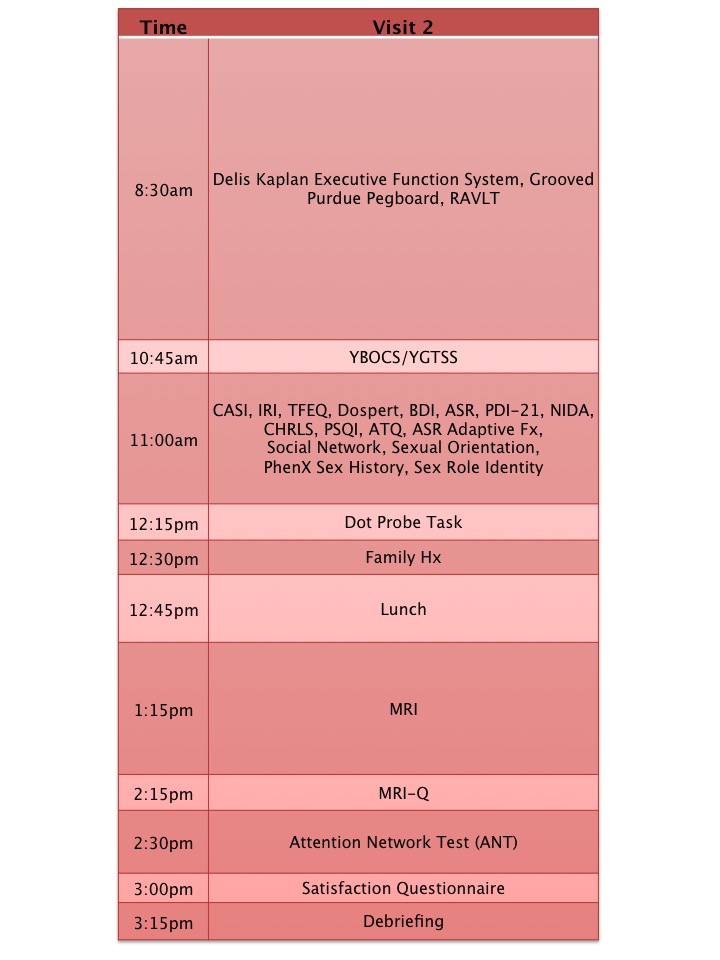 Time Visit 2
8:30am Delis Kaplan Executive Function System, Grooved
Purdue Pegboard, RAVLT
10:45am YBOCS/YGTSS
11:00am CASI, IRI, TFEQ, Dospert, BDI, ASR, PDI-21, NIDA,
CHRLS, PSQI, ATQ, ASR Adaptive Fx,
Social Network, Sexual Orientation,
PhenX Sex History, Sex Role Identity
12:15pm Dot Probe Task
12:30pm Family Hx
12:45pm Lunch
1:15pm MRI
2:15pm MRI-Q
2:30pm Attention Network Test (ANT)
3:00pm Satisfaction Questionnaire
3:15pm Debriefing